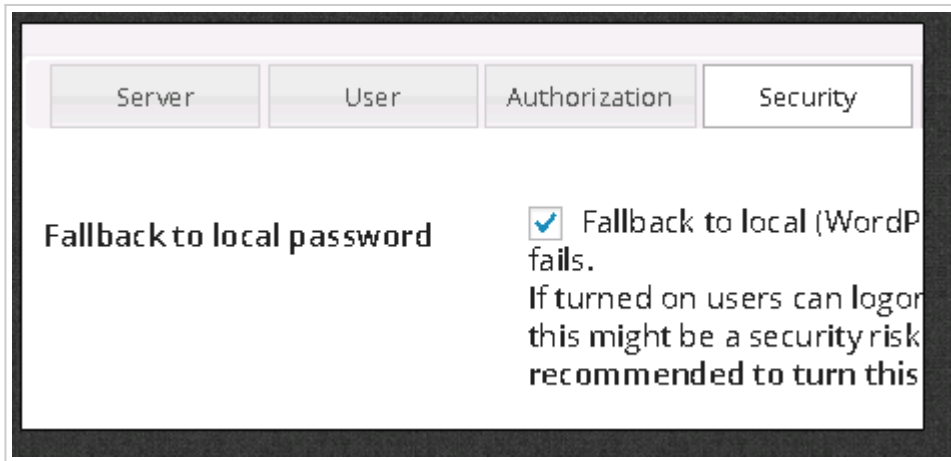 Server User Authorization Security
Fallback to local password
Fallback to local (WordP
fails.
If turned on users can logor
this might be a security risk
recommended to turn this